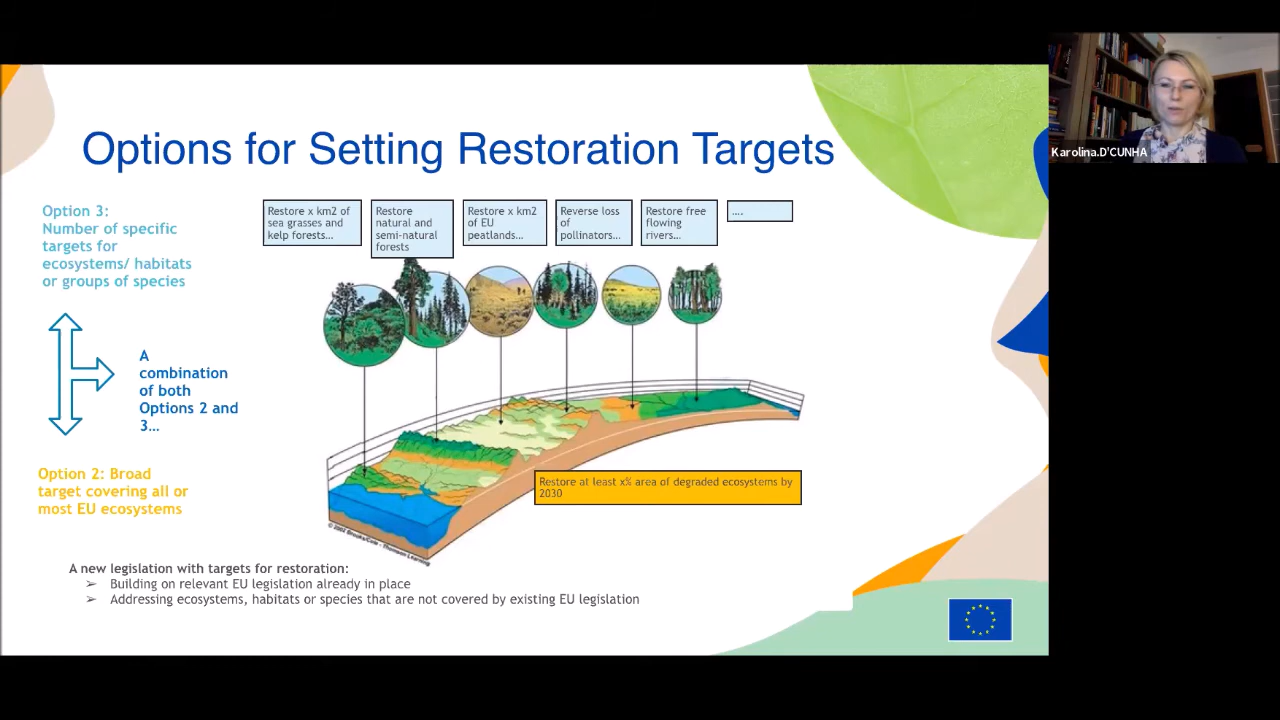 Options for Setting Restoration Targets
Karolina.D'CUNHA
Option 3:
Number of specific
targets for
ecosystems/ habitats
or groups of species
Restore x km2 of
sea grasses and
kelp forests...
Restore
natural and
semi-natural
forests
Restore x km2
of EU
peatlands...
Reverse loss
of
pollinators...
Restore free
flowing
rivers...
....
A
combination
of both
Options 2 and
3...
Option 2: Broad
target covering all or
most EU ecosystems
Restore at least x% area of degraded ecosystems by
2030
© 2002 Brooks/Cole - Thomson Learning
A new legislation with targets for restoration:
➢ Building on relevant EU legislation already in place
➢ Addressing ecosystems, habitats or species that are not covered by existing EU legislation